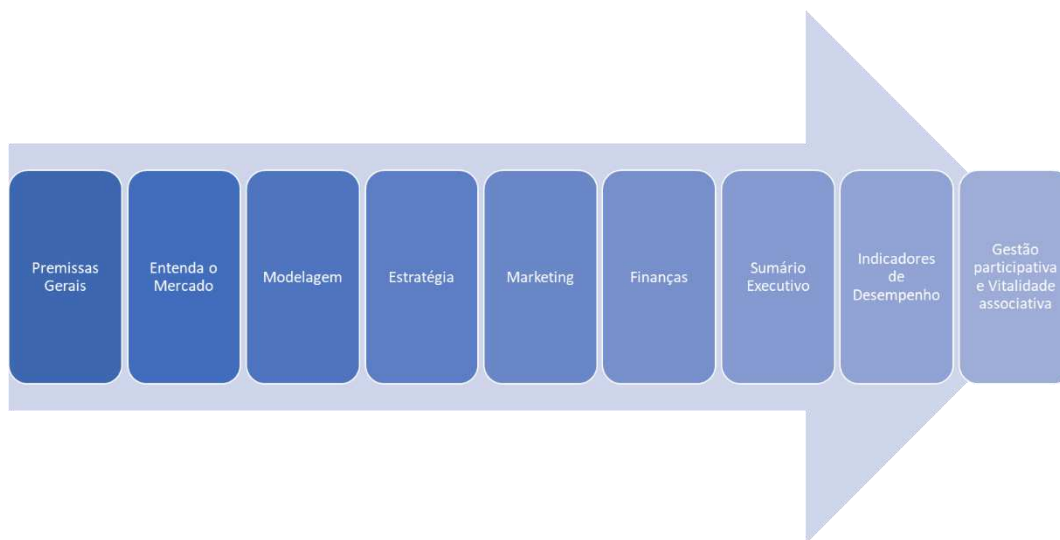 Premissas
Gerais
Entenda o
Mercado
Modelagem
Estratégia
Marketing
Finanças
Sumário
Executivo
Indicadores
de
Desempenho
Gestão
participativa
e Vitalidade
associativa